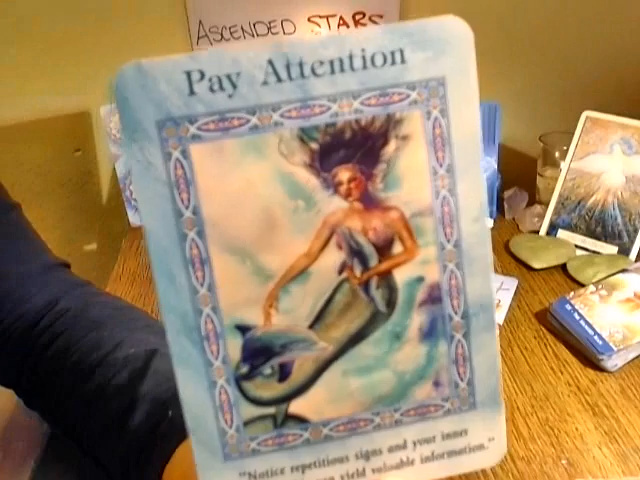 ASCENDED STARS
Pay Attention
"Notice repetitious signs and your inner
yield valuable information."